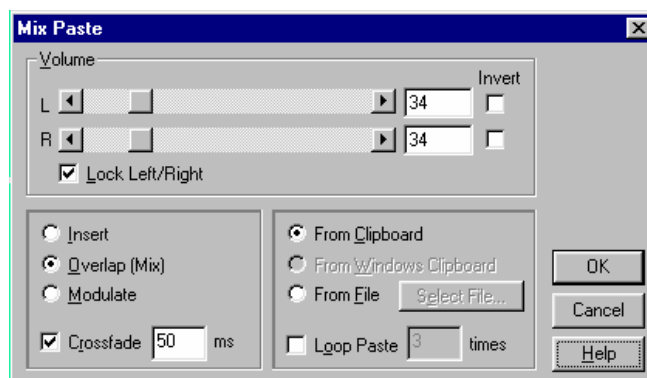 Mix Paste
Volume
Invert
L 34
R 34
Lock Left/Right
Insert
Overlap (Mix)
Modulate
Crossfade 50 ms
From Clipboard
From Windows Clipboard
From File Select File...
Loop Paste 3 times
OK
Cancel
Help